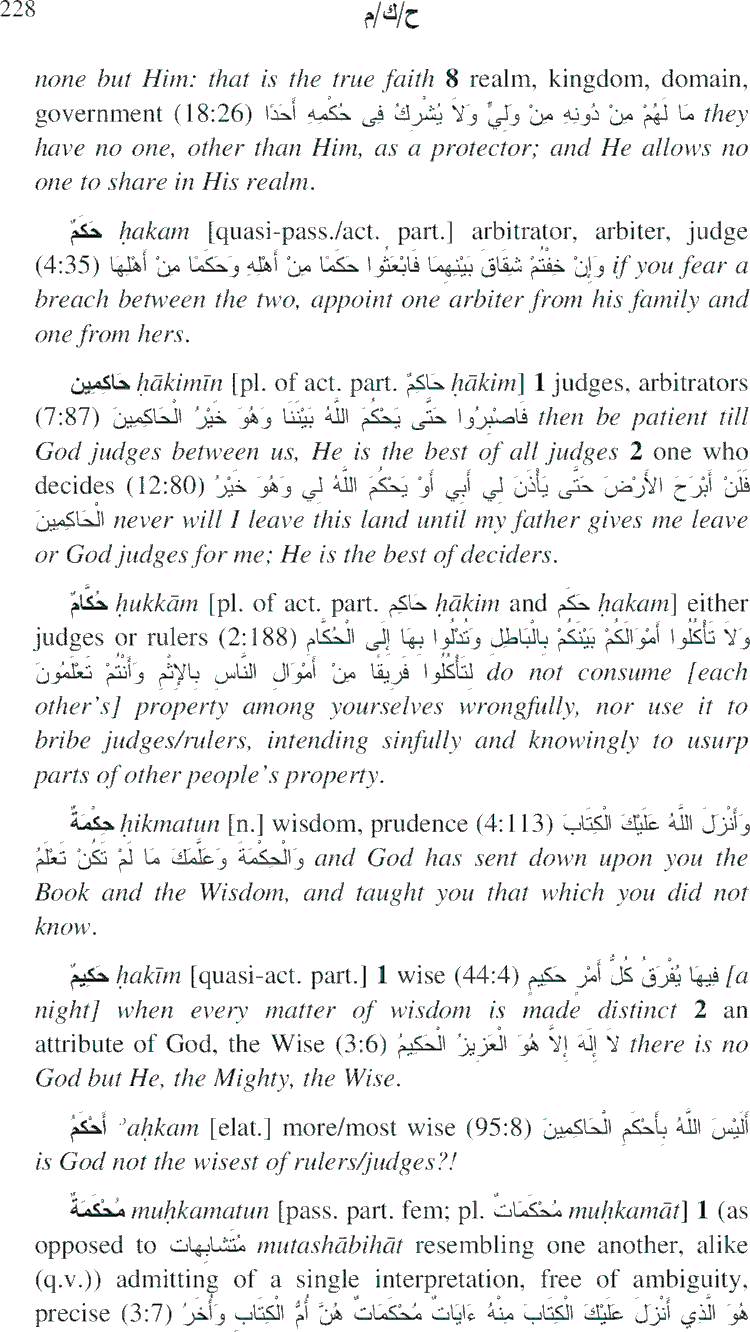 228
ح/ك/م
none but Him: that is the true faith 8 realm, kingdom, domain,
government (18:26) مَا لَهُمْ مِنْ دُونِهِ مِنْ وَلِيٍّ وَلاَ يُشْرِكُ فِى حُكْمِهِ أَحَدًا they
have no one, other than Him, as a protector; and He allows no
one to share in His realm.
حَكَمٌ ḥakam [quasi-pass./act. part.] arbitrator, arbiter, judge
(4:35) وَإِنْ خِفْتُمْ شِقَاقَ بَيْنِهِمَا فَابْعَثُوا حَكَمًا مِنْ أَهْلِهِ وَحَكَمًا مِنْ أَهْلِهَا if you fear a
breach between the two, appoint one arbiter from his family and
one from hers.
حَاكِمِين ḥākimīn [pl. of act. part. حَاكِمٌ ḥākim] 1 judges, arbitrators
(7:87) فَاصْبِرُوا حَتَّى يَحْكُمَ اللَّهُ بَيْنَنَا وَهُوَ خَيْرُ الْحَاكِمِينَ then be patient till
God judges between us, He is the best of all judges 2 one who
decides (12:80) فَلَنْ أَبْرَحَ الأَرْضَ حَتَّى يَأْذَنَ لِي أَبِي أَوْ يَحْكُمَ اللَّهُ لِي وَهُوَ خَيْرُ
الْحَاكِمِينَ never will I leave this land until my father gives me leave
or God judges for me; He is the best of deciders.
حُكَّامٌ ḥukkām [pl. of act. part. حَاكِم ḥākim and حَكَم ḥakam] either
judges or rulers (2:188) وَلاَ تَأْكُلُوا أَمْوَالَكُمْ بَيْنَكُمْ بِالْبَاطِلِ وَتُدْلُوا بِهَا إِلَى الْحُكَّامِ
لِتَأْكُلُوا فَرِيقًا مِنْ أَمْوَالِ النَّاسِ بِالإِثْمِ وَأَنْتُمْ تَعْلَمُونَ do not consume [each
other's] property among yourselves wrongfully, nor use it to
bribe judges/rulers, intending sinfully and knowingly to usurp
parts of other people's property.
حِكْمَةٌ ḥikmatun [n.] wisdom, prudence (4:113) وَأَنْزَلَ اللَّهُ عَلَيْكَ الْكِتَابَ
وَالْحِكْمَةَ وَعَلَّمَكَ مَا لَمْ تَكُنْ تَعْلَمُ and God has sent down upon you the
Book and the Wisdom, and taught you that which you did not
know.
حَكِيمٌ ḥakīm [quasi-act. part.] 1 wise (44:4) فِيهَا يُفْرَقُ كُلُّ أَمْرٍ حَكِيمٍ [a
night] when every matter of wisdom is made distinct 2 an
attribute of God, the Wise (3:6) لاَ إِلَهَ إِلاَّ هُوَ الْعَزِيزُ الْحَكِيمُ there is no
God but He, the Mighty, the Wise.
أَحْكَمُ ʾaḥkam [elat.] more/most wise (95:8) أَلَيْسَ اللَّهُ بِأَحْكَمِ الْحَاكِمِينَ
is God not the wisest of rulers/judges?!
مُحْكَمَةٌ muḥkamatun [pass. part. fem; pl. مُحْكَمَاتٌ muḥkamāt] 1 (as
opposed to مُتَشَابِهات mutashābihāt resembling one another, alike
(q.v.)) admitting of a single interpretation, free of ambiguity,
precise (3:7) هُوَ الَّذِي أَنْزَلَ عَلَيْكَ الْكِتَابَ مِنْهُ ءَايَاتٌ مُحْكَمَاتٌ هُنَّ أُمُّ الْكِتَابِ وَأُخَرُ